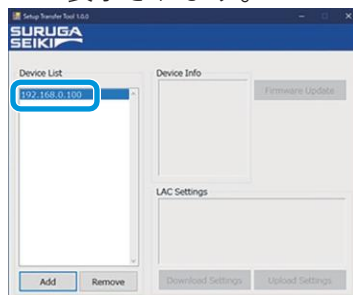 Setup Transfer Tool 1.0.0
SURUGA
SEIKI
Device List
Device Info
192.168.0.100
Firmware Update
LAC Settings
Add
Remove
Download Settings
Upload Settings